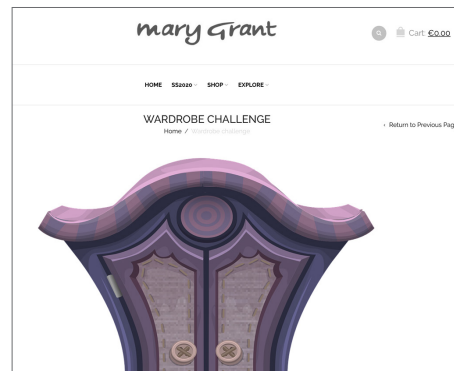 mary Grant
Cart: €0.00
HOME SS2020 SHOP EXPLORE
WARDROBE CHALLENGE
Home / Wardrobe challenge
Return to Previous Pag